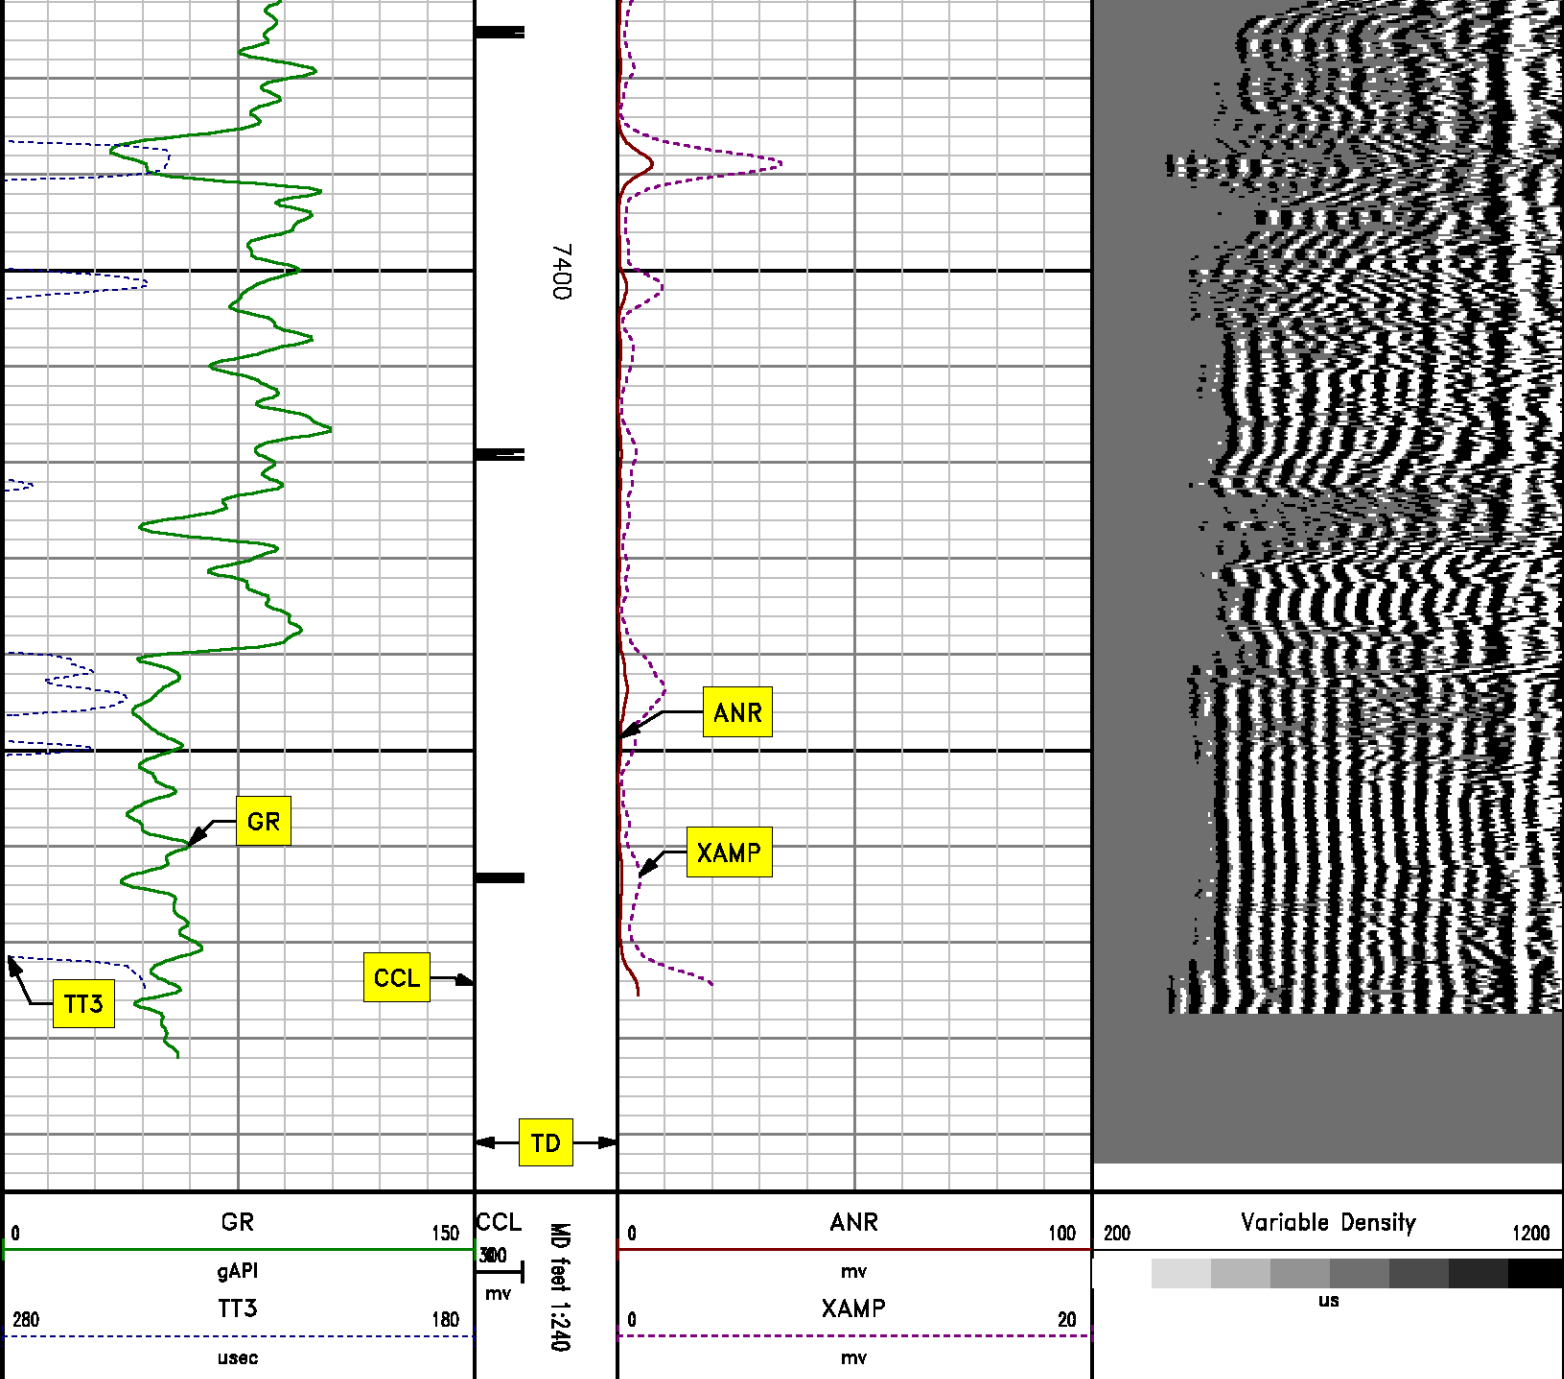 7400
ANR
GR
XAMP
CCL
TT3
TD
0 GR 150
gAPI
TT3
280 180
usec
CCL
mv
MD feet 1:240
0 ANR 100
mv
XAMP
0 20
mv
Variable Density
200 1200
us